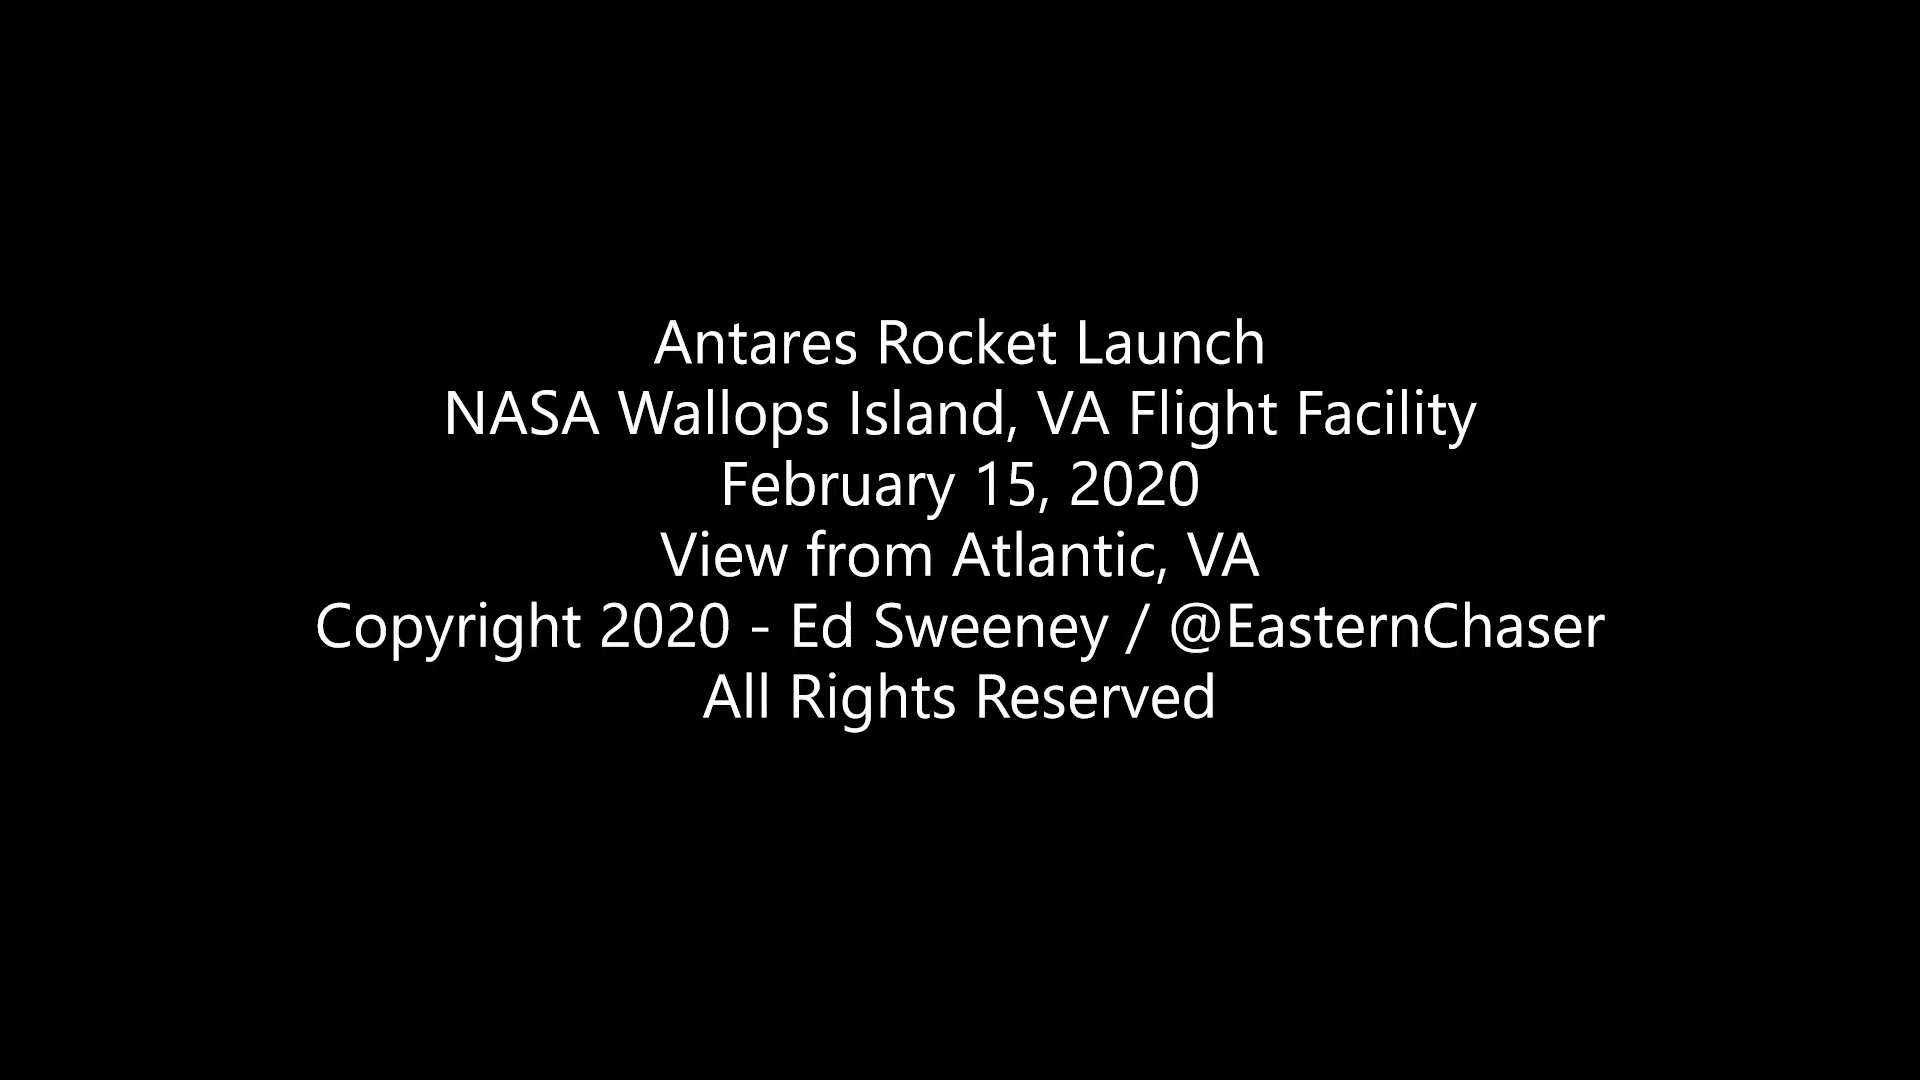 Antares Rocket Launch
NASA Wallops Island, VA Flight Facility
February 15, 2020
View from Atlantic, VA
Copyright 2020 - Ed Sweeney / @EasternChaser
All Rights Reserved